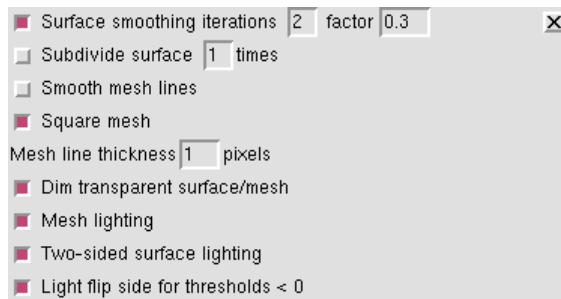 Surface smoothing iterations 2 factor 0.3
Subdivide surface 1 times
Smooth mesh lines
Square mesh
Mesh line thickness 1 pixels
Dim transparent surface/mesh
Mesh lighting
Two-sided surface lighting
Light flip side for thresholds < 0